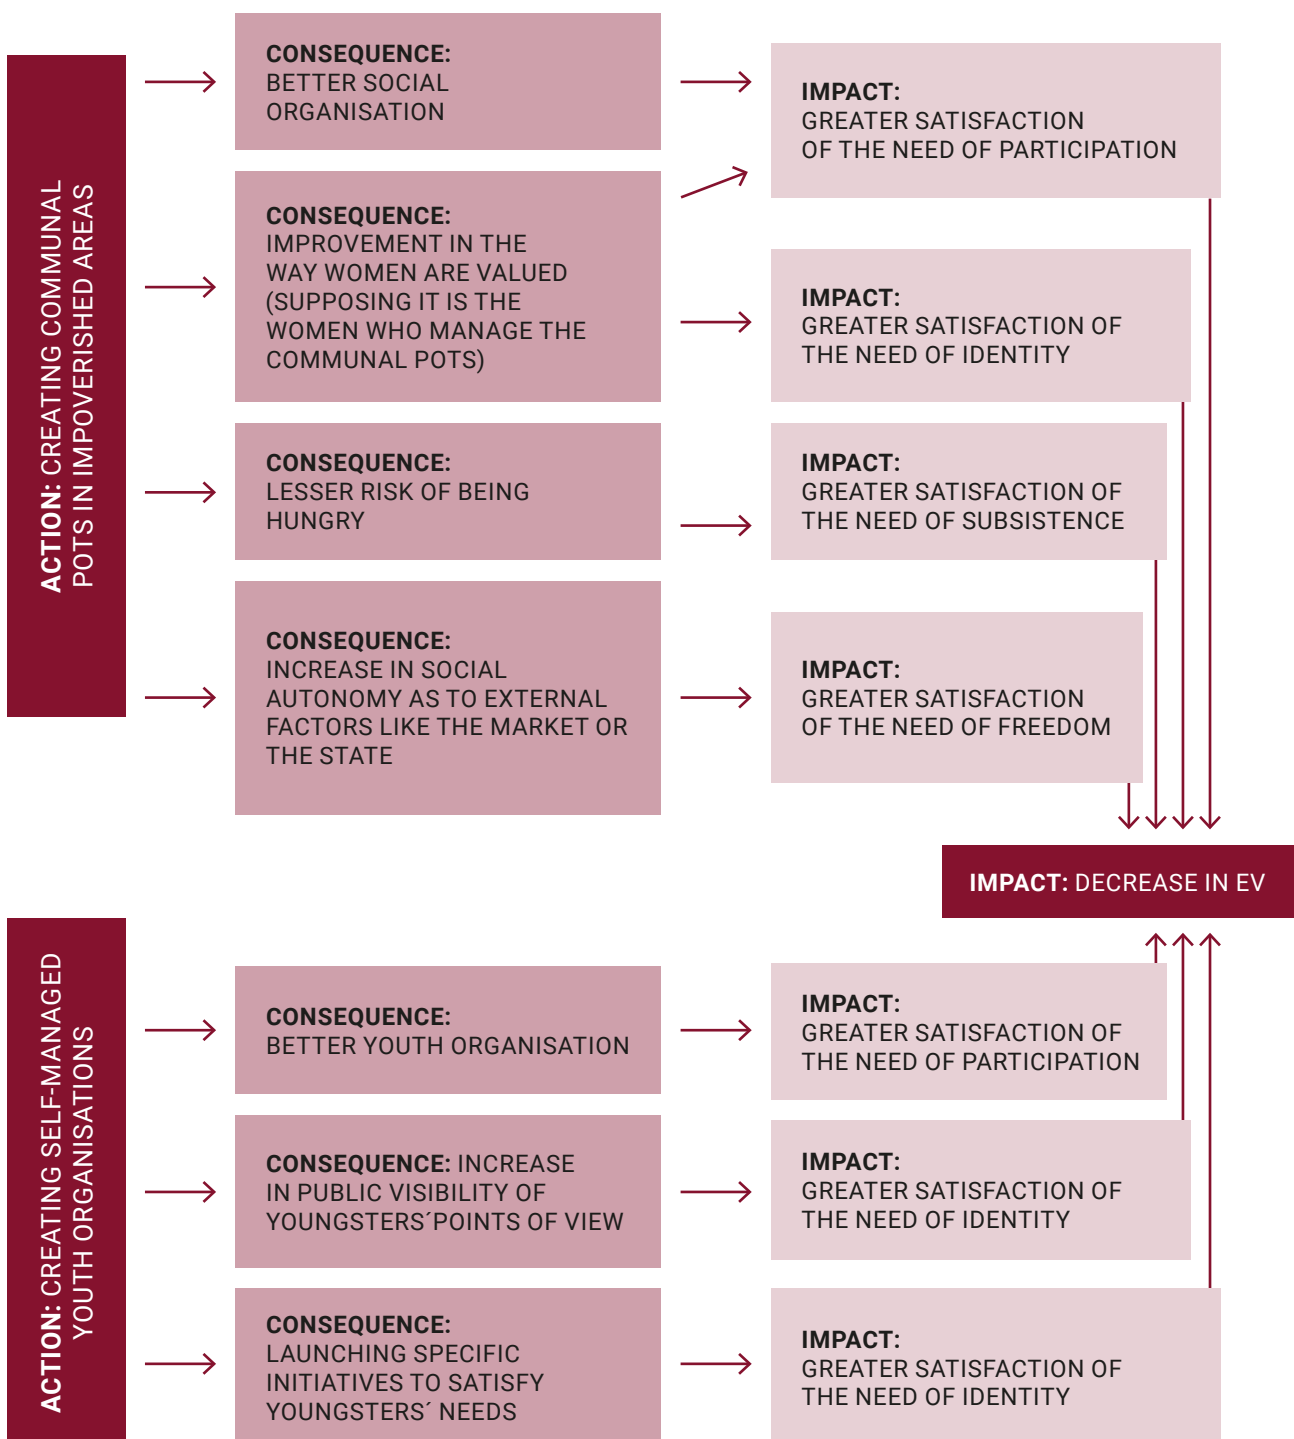 ACTION: CREATING COMMUNAL
POTS IN IMPOVERISHED AREAS
CONSEQUENCE:
BETTER SOCIAL
ORGANISATION
IMPACT:
GREATER SATISFACTION
OF THE NEED OF PARTICIPATION
CONSEQUENCE:
IMPROVEMENT IN THE
WAY WOMEN ARE VALUED
(SUPPOSING IT IS THE
WOMEN WHO MANAGE THE
COMMUNAL POTS)
IMPACT:
GREATER SATISFACTION OF
THE NEED OF IDENTITY
CONSEQUENCE:
LESSER RISK OF BEING
HUNGRY
IMPACT:
GREATER SATISFACTION OF
THE NEED OF SUBSISTENCE
CONSEQUENCE:
INCREASE IN SOCIAL
AUTONOMY AS TO EXTERNAL
FACTORS LIKE THE MARKET OR
THE STATE
IMPACT:
GREATER SATISFACTION
OF THE NEED OF FREEDOM
IMPACT: DECREASE IN EV
ACTION: CREATING SELF-MANAGED
YOUTH ORGANISATIONS
CONSEQUENCE:
BETTER YOUTH ORGANISATION
IMPACT:
GREATER SATISFACTION OF
THE NEED OF PARTICIPATION
CONSEQUENCE: INCREASE
IN PUBLIC VISIBILITY OF
YOUNGSTERS´POINTS OF VIEW
IMPACT:
GREATER SATISFACTION OF
THE NEED OF IDENTITY
CONSEQUENCE:
LAUNCHING SPECIFIC
INITIATIVES TO SATISFY
YOUNGSTERS´ NEEDS
IMPACT:
GREATER SATISFACTION OF
THE NEED OF IDENTITY